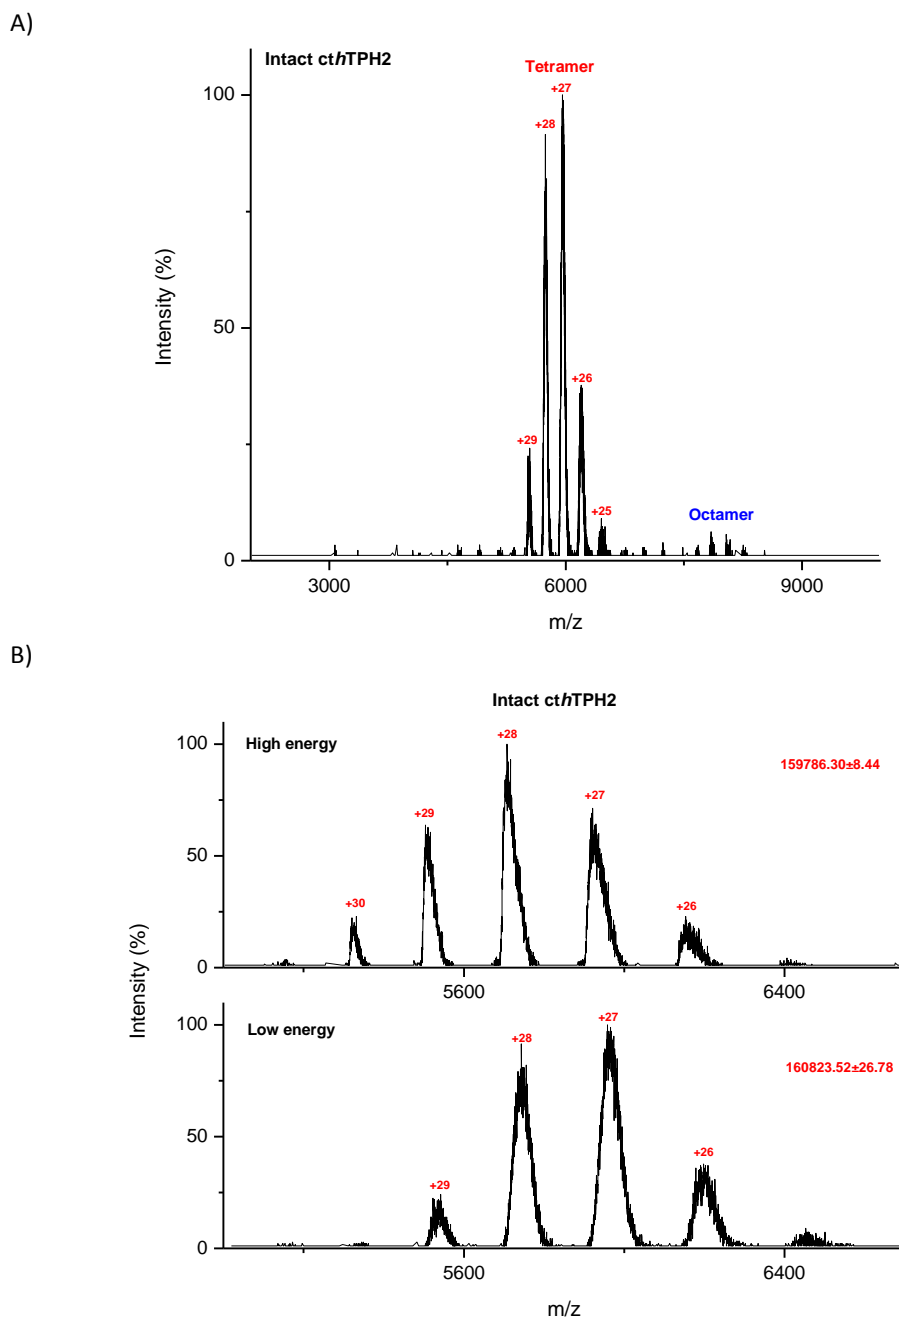 A)
Intact cthTPH2
Tetramer
+27
+28
+26
+29
+25
Octamer
100
50
0
Intensity (%)
3000
6000
9000
m/z
B)
Intact cthTPH2
High energy
159786.30±8.44
+28
+27
+29
+30
+26
100
50
0
5600
6400
Intensity (%)
Low energy
160823.52±26.78
+27
+28
+26
+29
100
50
0
5600
6400
m/z